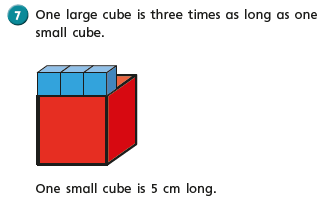 7 One large cube is three times as long as one
small cube.
One small cube is 5 cm long.